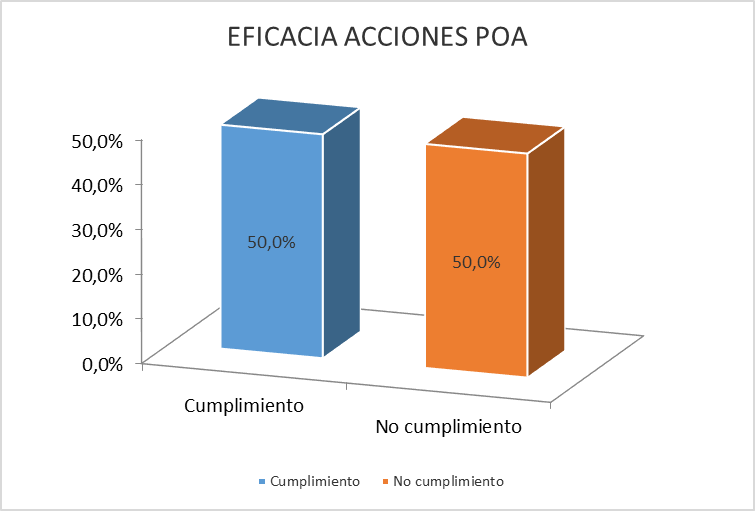 EFICACIA ACCIONES POA
50,0%
40,0%
30,0%
20,0%
10,0%
0,0%
50,0%
50,0%
Cumplimiento
No cumplimiento
Cumplimiento
No cumplimiento